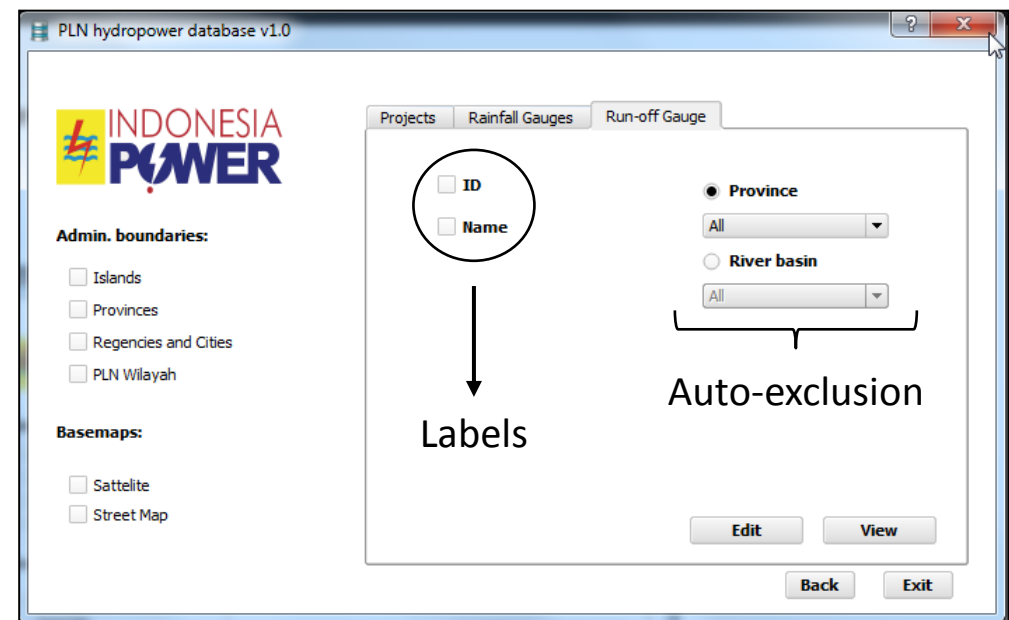 PLN hydropower database v1.0
?
X
INDONESIA
POWER
Projects Rainfall Gauges Run-off Gauge
Admin. boundaries:
Islands
Provinces
Regencies and Cities
PLN Wilayah
Basemaps:
Sattelite
Street Map
ID
Name
Labels
Province
All
River basin
All
Auto-exclusion
Edit View
Back Exit